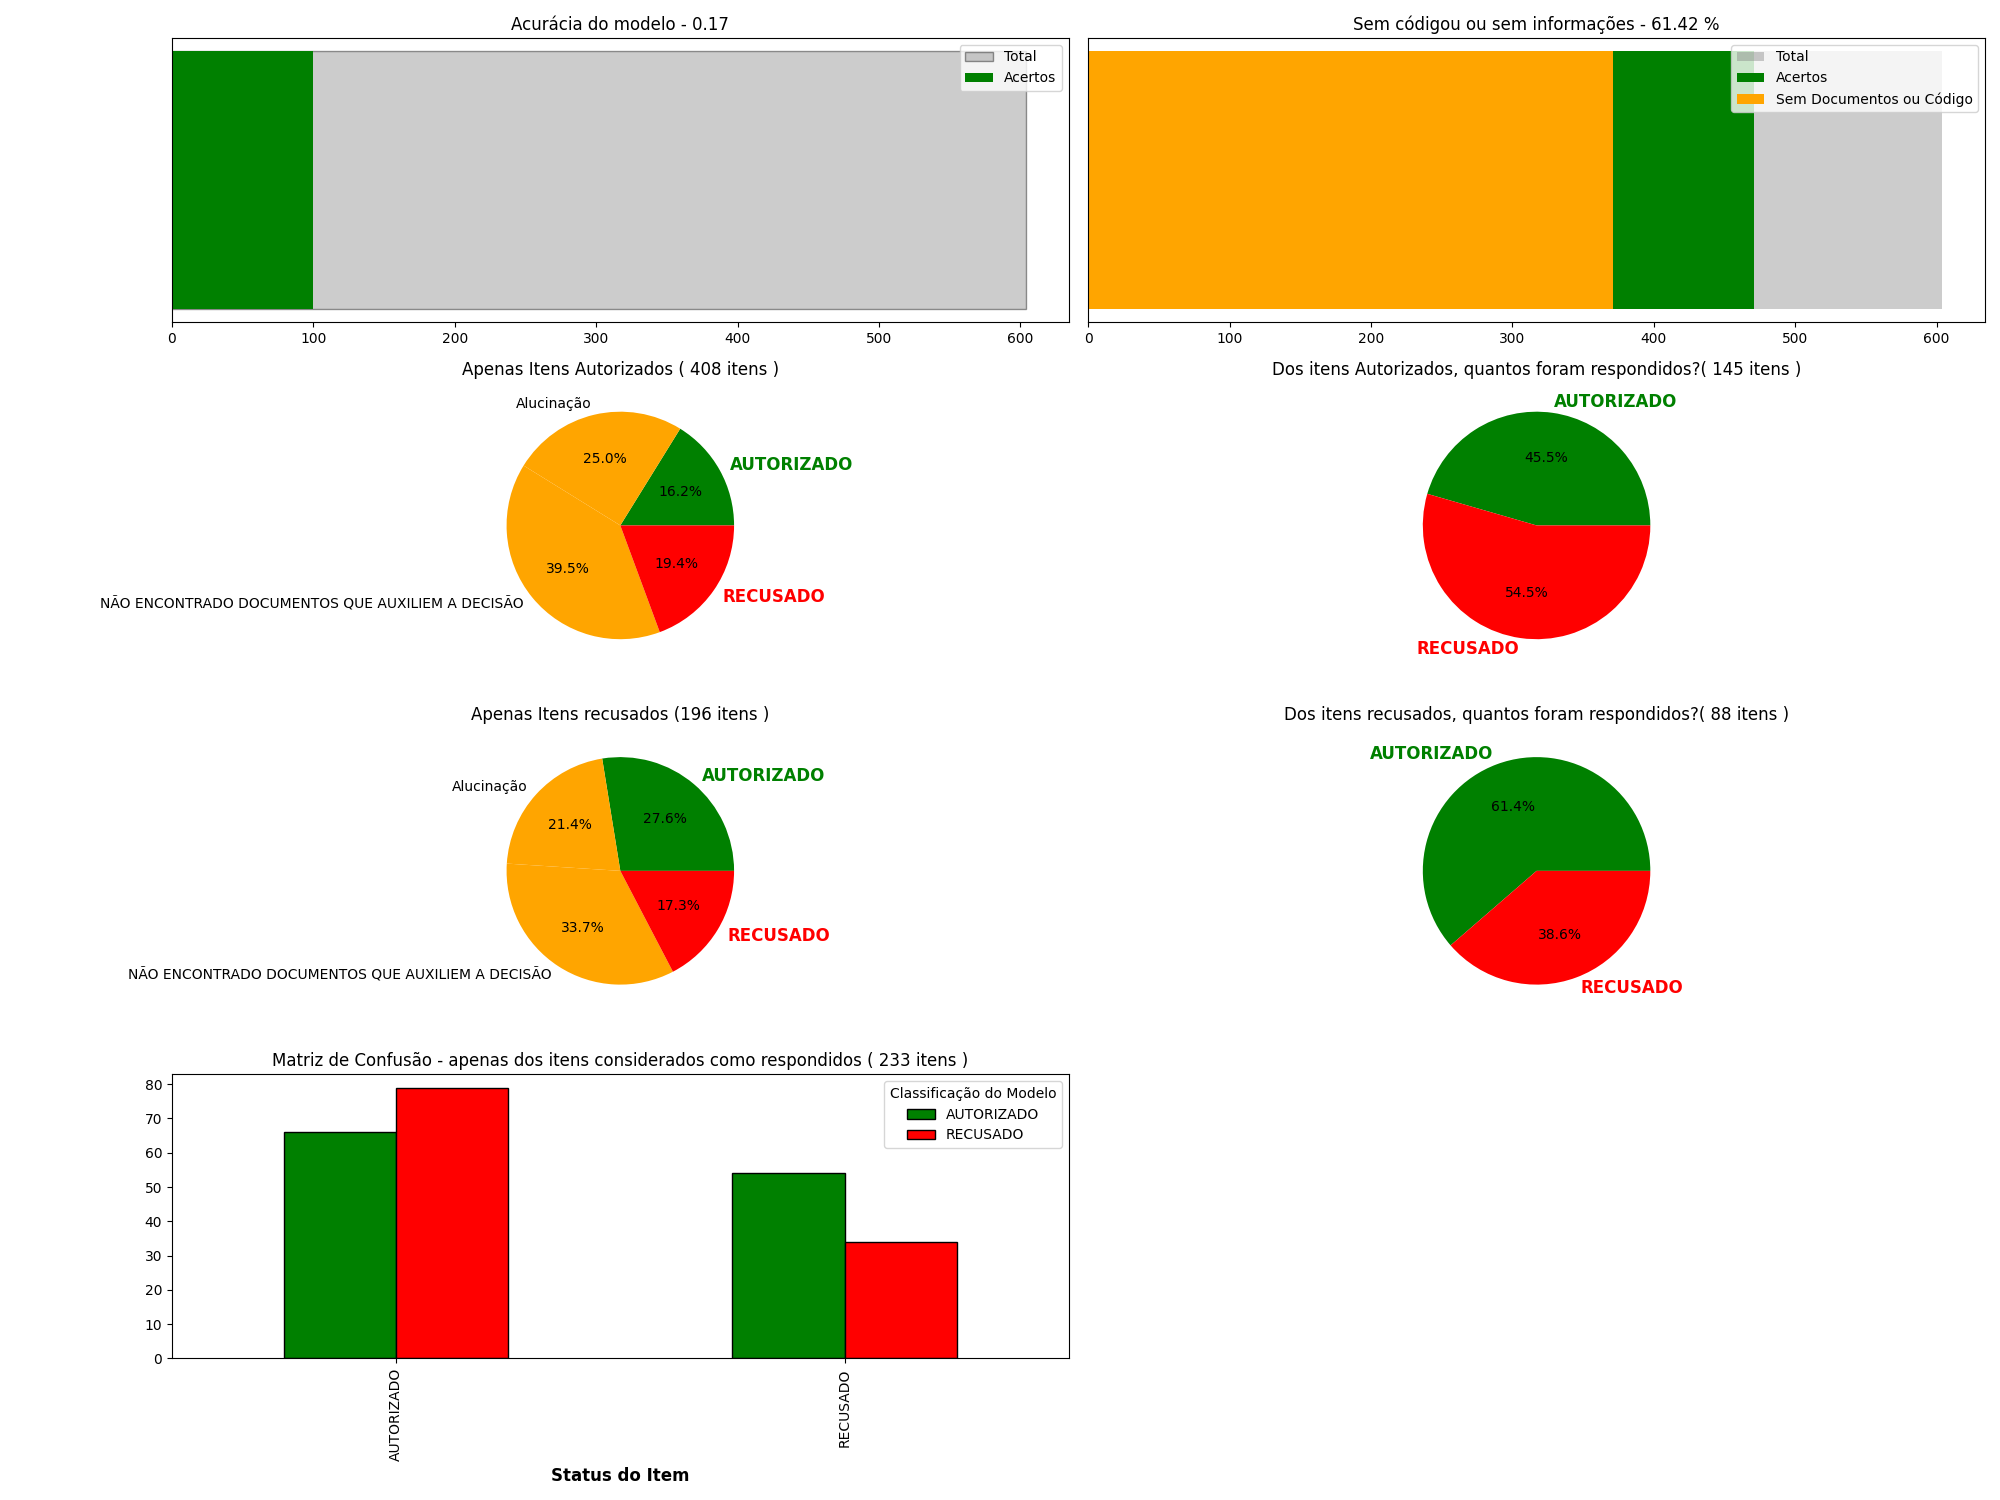 Acurácia do modelo - 0.17
Total
Acertos
0 100 200 300 400 500 600
Sem códigou ou sem informações - 61.42 %
Total
Acertos
Sem Documentos ou Código
0 100 200 300 400 500 600
Apenas Itens Autorizados ( 408 itens )
Alucinação
25.0%
AUTORIZADO
16.2%
39.5%
19.4%
NÃO ENCONTRADO DOCUMENTOS QUE AUXILIEM A DECISÃO
RECUSADO
Dos itens Autorizados, quantos foram respondidos?( 145 itens )
AUTORIZADO
45.5%
54.5%
RECUSADO
Apenas Itens recusados (196 itens )
AUTORIZADO
Alucinação
27.6%
21.4%
17.3%
33.7%
RECUSADO
NÃO ENCONTRADO DOCUMENTOS QUE AUXILIEM A DECISÃO
Dos itens recusados, quantos foram respondidos?( 88 itens )
AUTORIZADO
61.4%
38.6%
RECUSADO
Matriz de Confusão - apenas dos itens considerados como respondidos ( 233 itens )
80
70
60
50
40
30
20
10
0
Classificação do Modelo
AUTORIZADO
RECUSADO
AUTORIZADO
RECUSADO
Status do Item